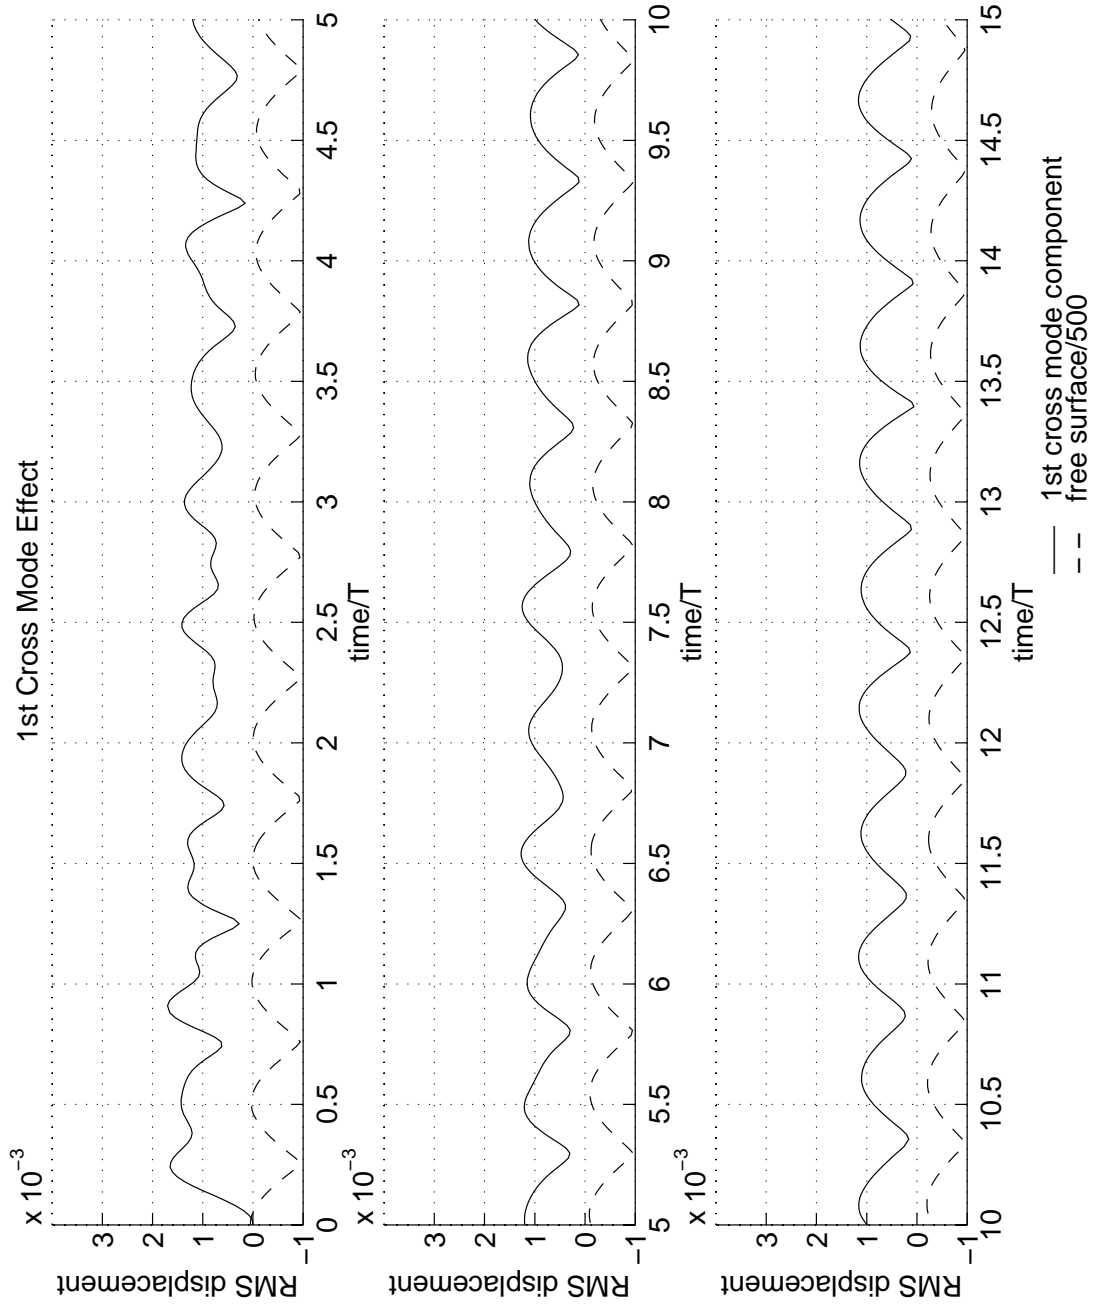 1st Cross Mode Effect
x 10−3
RMS displacement
4
3
2
1
0
−1
0 0.5 1 1.5 2 2.5 3 3.5 4 4.5 5
time/T
x 10−3
RMS displacement
4
3
2
1
0
−1
5 5.5 6 6.5 7 7.5 8 8.5 9 9.5 10
time/T
x 10−3
RMS displacement
4
3
2
1
0
−1
10 10.5 11 11.5 12 12.5 13 13.5 14 14.5 15
time/T
1st cross mode component
free surface/500